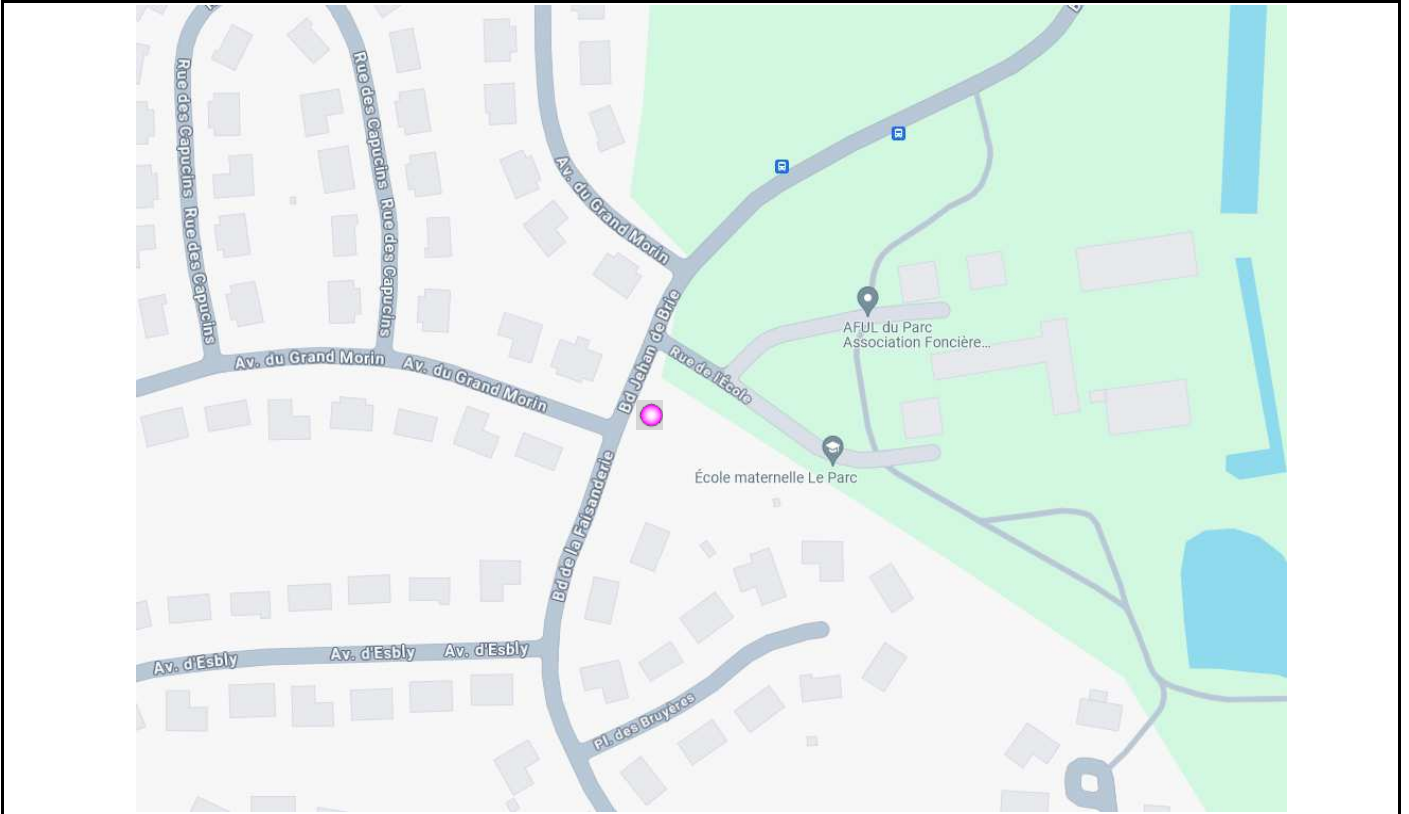 Rue des Capucins
Rue des Capucins
Rue des Capucins
Rue des Capucins
Av. du Grand Morin
Bd Jehan de Brie
Rue de l'École
AFUL du Parc
Association Foncière...
Av. du Grand Morin
Av. du Grand Morin
École maternelle Le Parc
Bd de la Faisanderie
Av. d'Esbly
Av. d'Esbly
Av. d'Esbly
Pl. des Bruyères